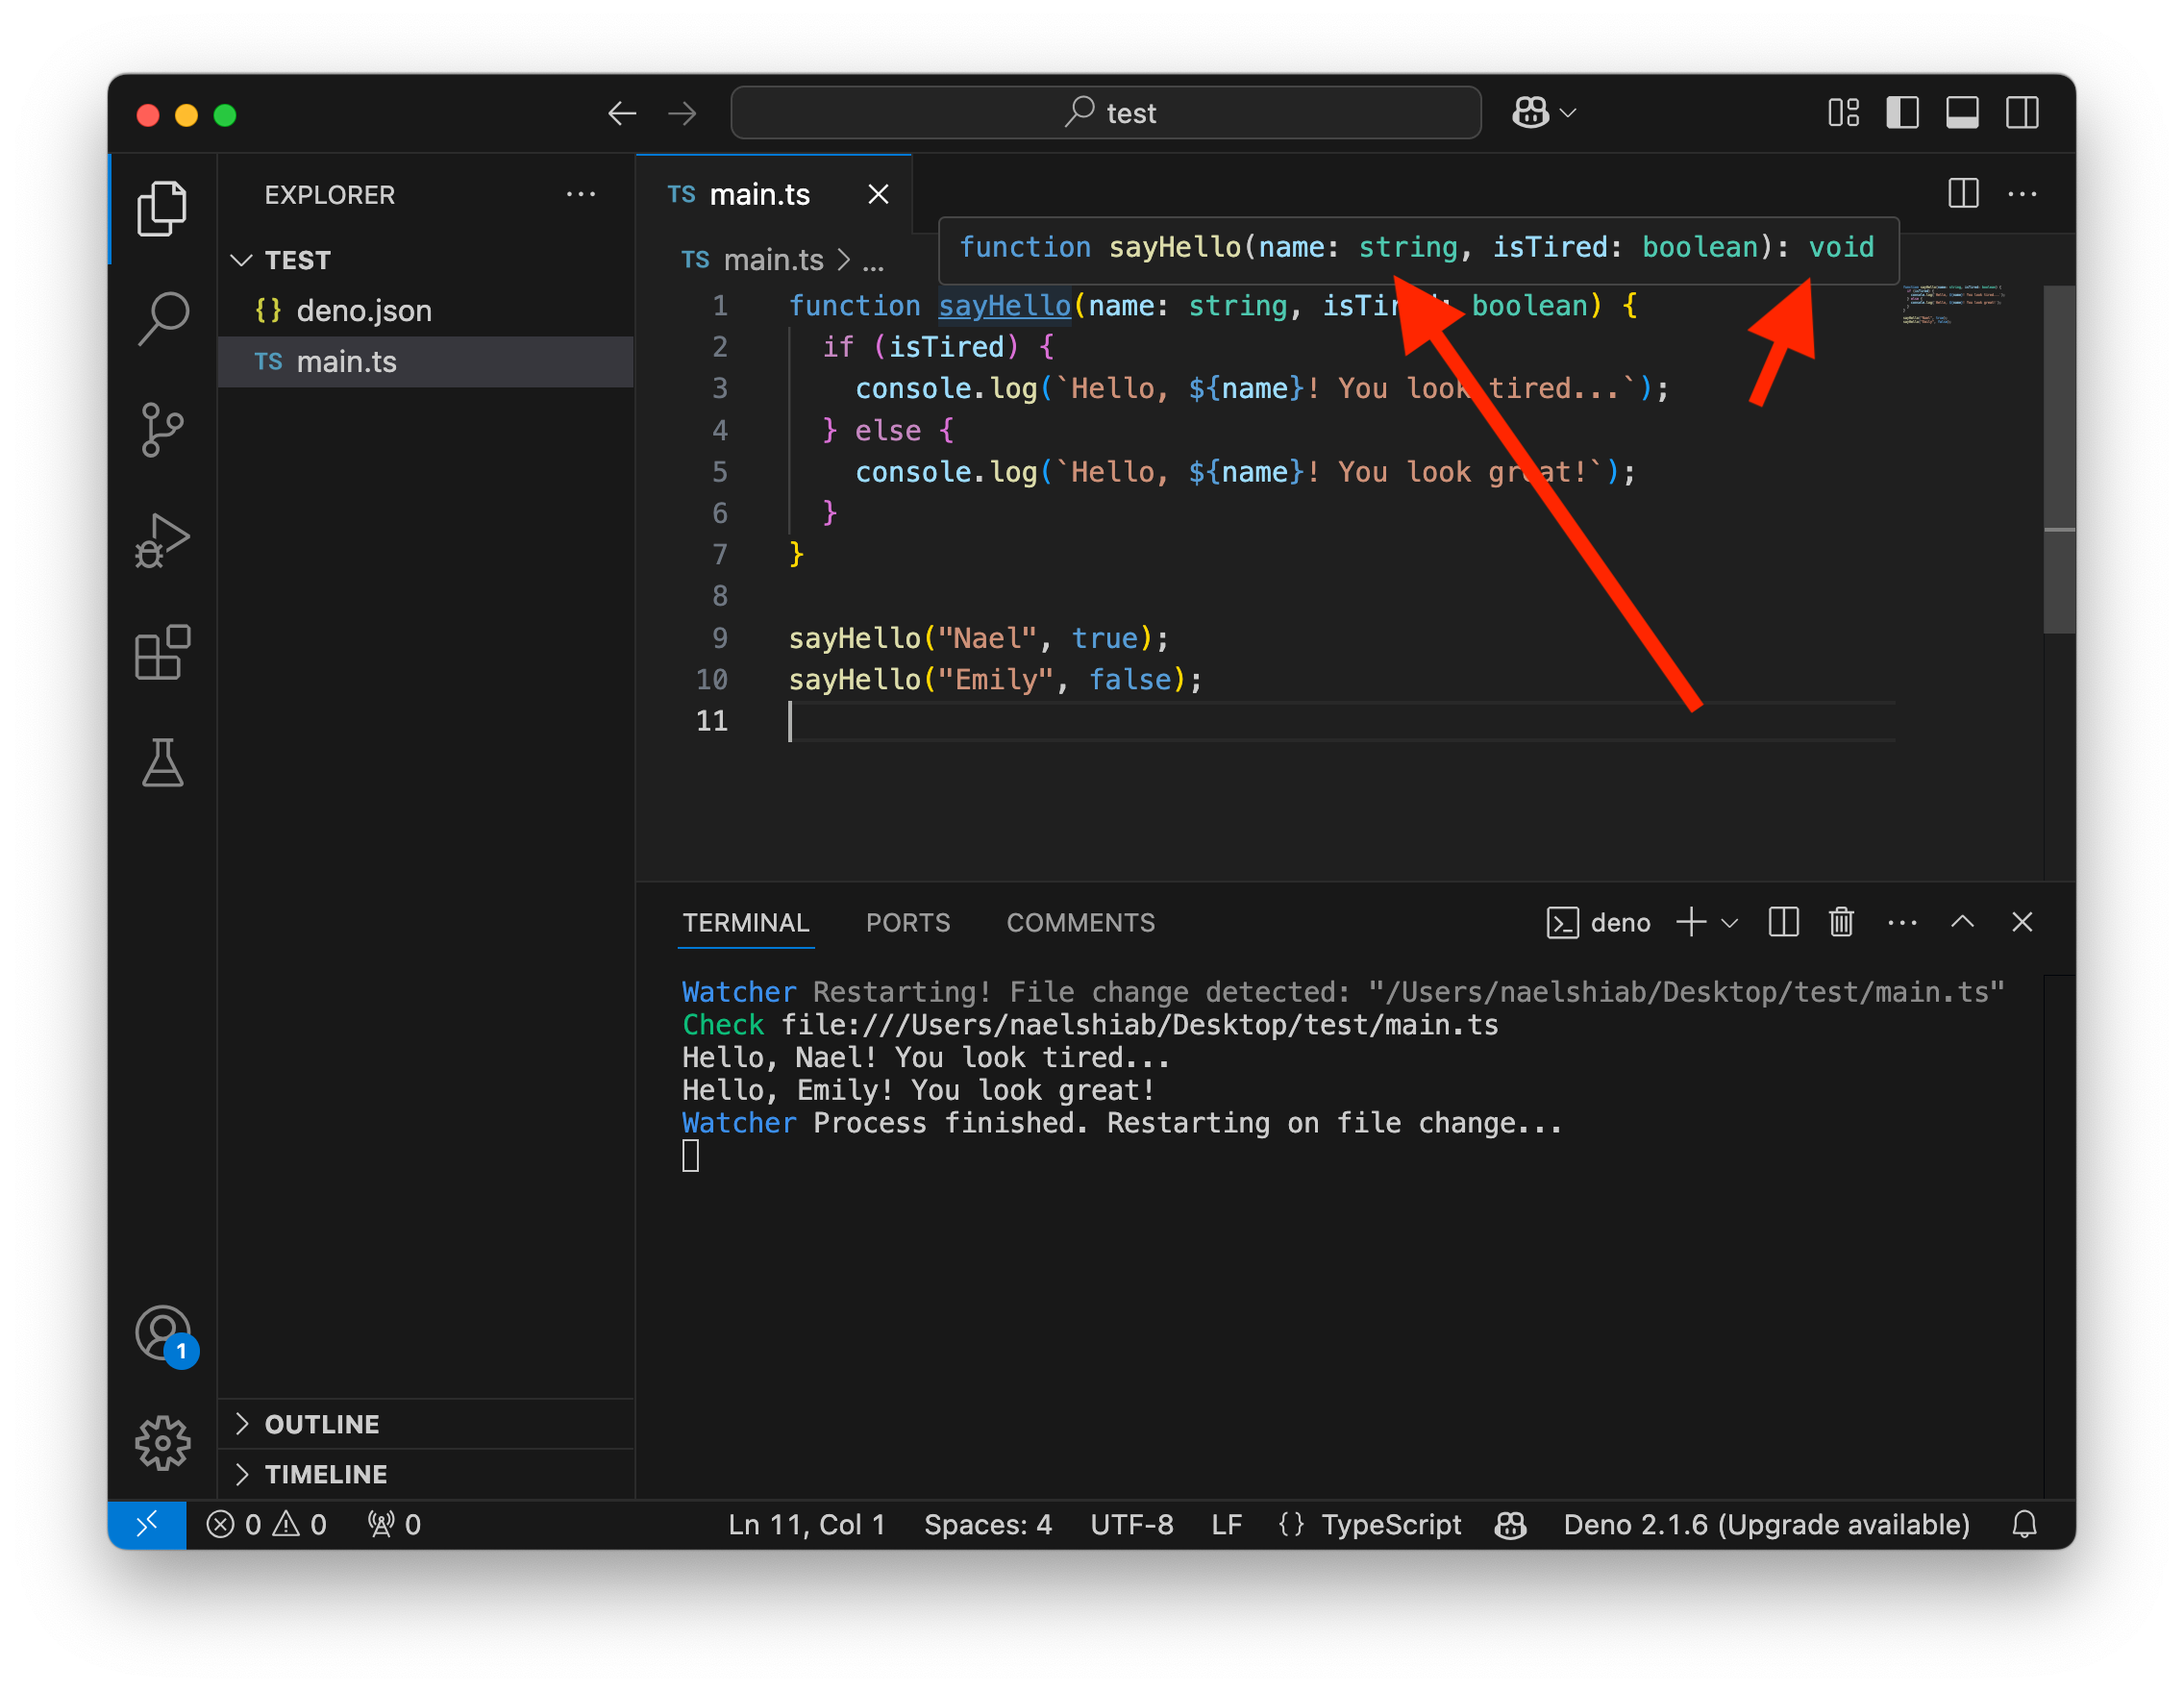 test
EXPLORER
TEST
{} deno.json
TS main.ts
OUTLINE
TIMELINE
TS main.ts
TS main.ts > ...
function sayHello(name: string, isTired: boolean): void
1 function sayHello(name: string, isTir : boolean) {
2 if (isTired) {
3 console.log(`Hello, ${name}! You look tired...`);
4 } else {
5 console.log(`Hello, ${name}! You look great!`);
6 }
7 }
8
9 sayHello("Nael", true);
10 sayHello("Emily", false);
11
TERMINAL PORTS COMMENTS deno
Watcher Restarting! File change detected: "/Users/naelshiab/Desktop/test/main.ts"
Check file:///Users/naelshiab/Desktop/test/main.ts
Hello, Nael! You look tired...
Hello, Emily! You look great!
Watcher Process finished. Restarting on file change...
1
0 0 0 Ln 11, Col 1 Spaces: 4 UTF-8 LF {} TypeScript Deno 2.1.6 (Upgrade available)